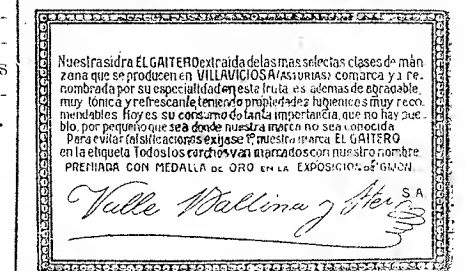 Nuestra sidra EL GAITERO extraida de las mas selectas clases de man
zana que se producen en VILLAVICIOSA (ASTURIAS) comarca ya re.
nombrada por su especialidad en esta fruta, es ademas de agradable,
muy tónica y refrescante, teniendo propiedades higienicas muy reco
mendables Hoy es su consumo de tanta importancia, que no hay pue
blo, por pequeño que sea donde nuestra marca no sea conocida
Para evitar falsificaciones exijase nuestra marca EL GAITERO
en la etiqueta Todos los corchos van marcados con nuestro nombre
PREMIADA CON MEDALLA DE ORO EN LA EXPOSICION DE GIJON.
Valle Ballina y Her
S A